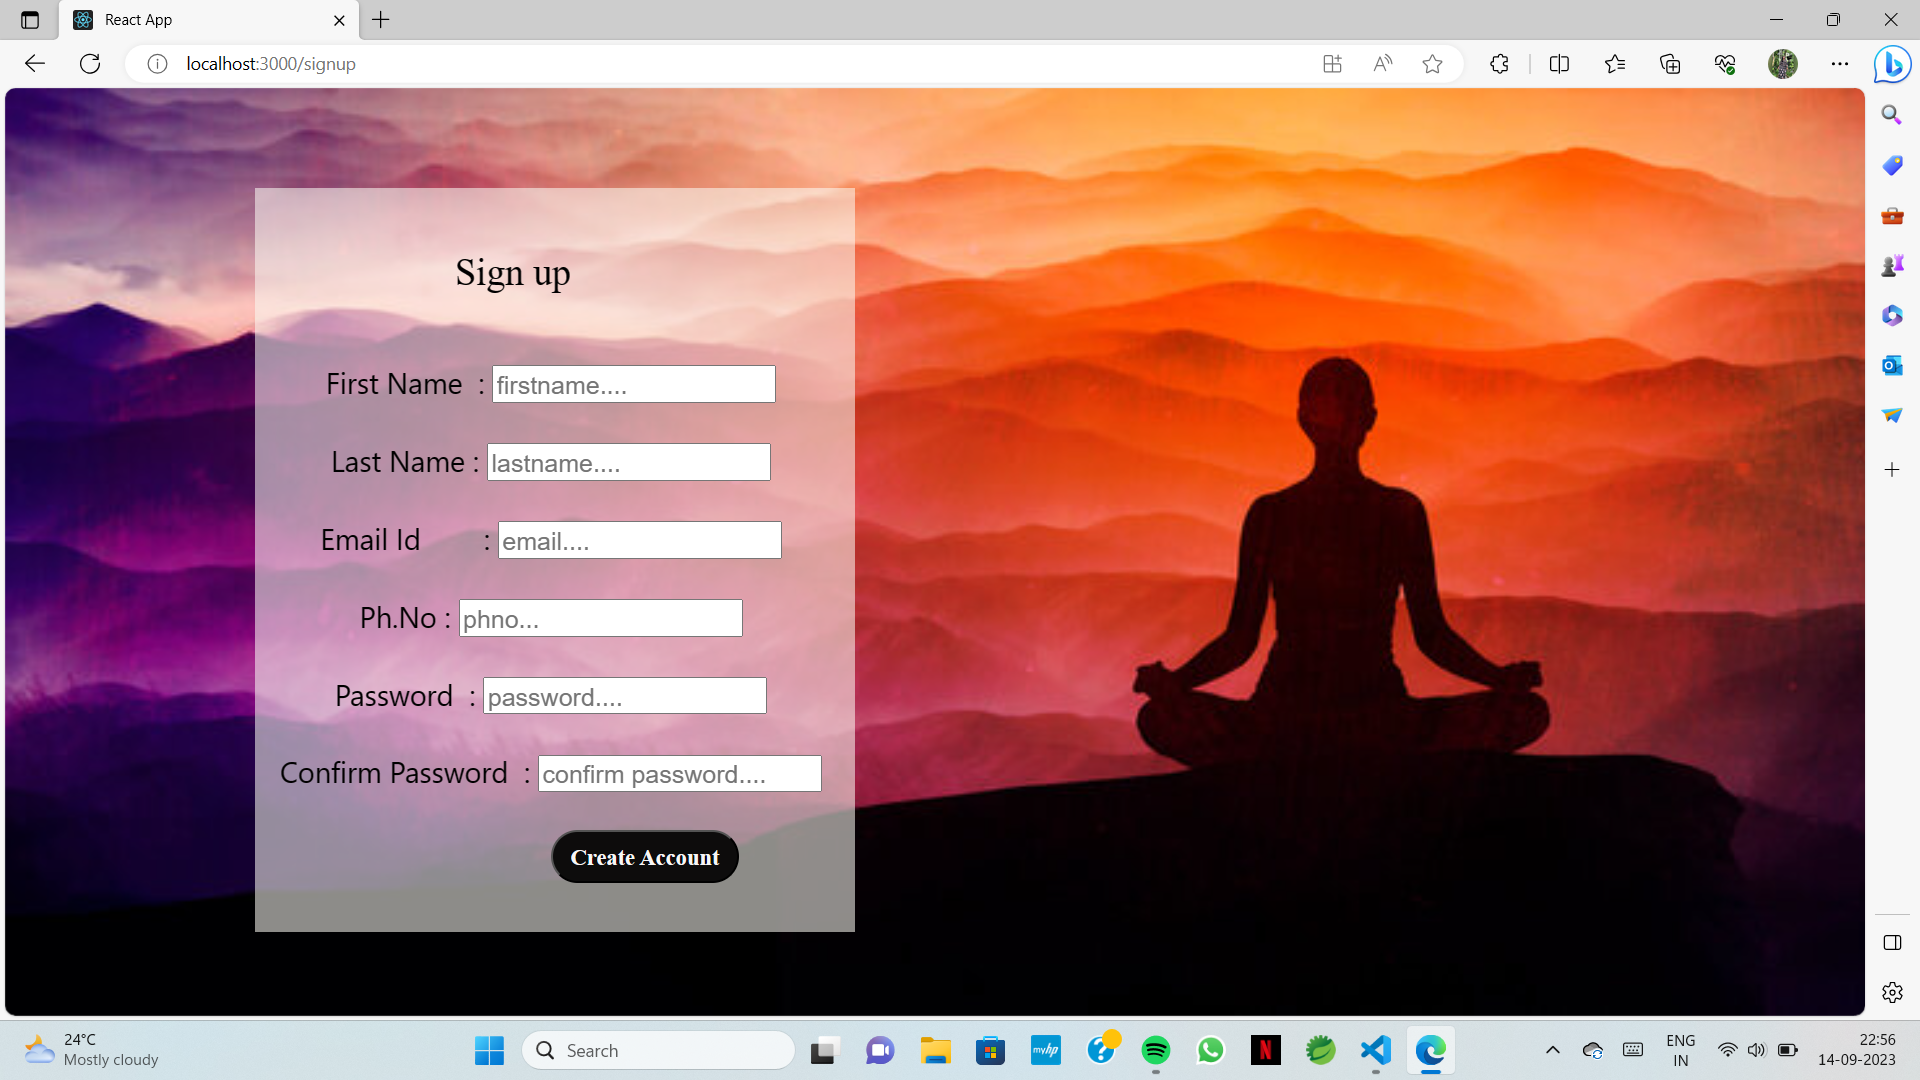 React App
localhost:3000/signup
Sign up
First Name : firstname....
Last Name : lastname....
Email Id : email....
Ph.No : phno...
Password : password....
Confirm Password : confirm password....
Create Account
24°C
Mostly cloudy
Search
myhp
ENG
IN
22:56
14-09-2023